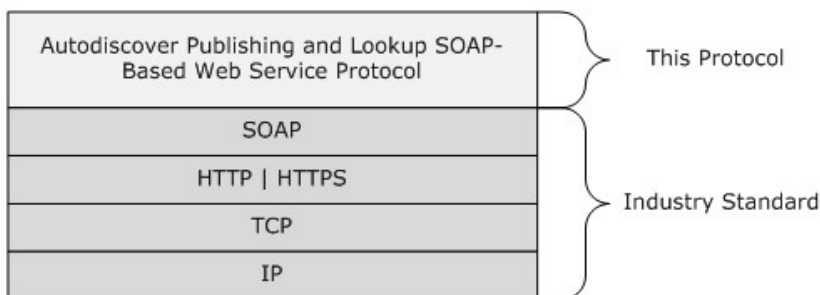 Autodiscover Publishing and Lookup SOAP-
Based Web Service Protocol
This Protocol
SOAP
HTTP | HTTPS
TCP
IP
Industry Standard